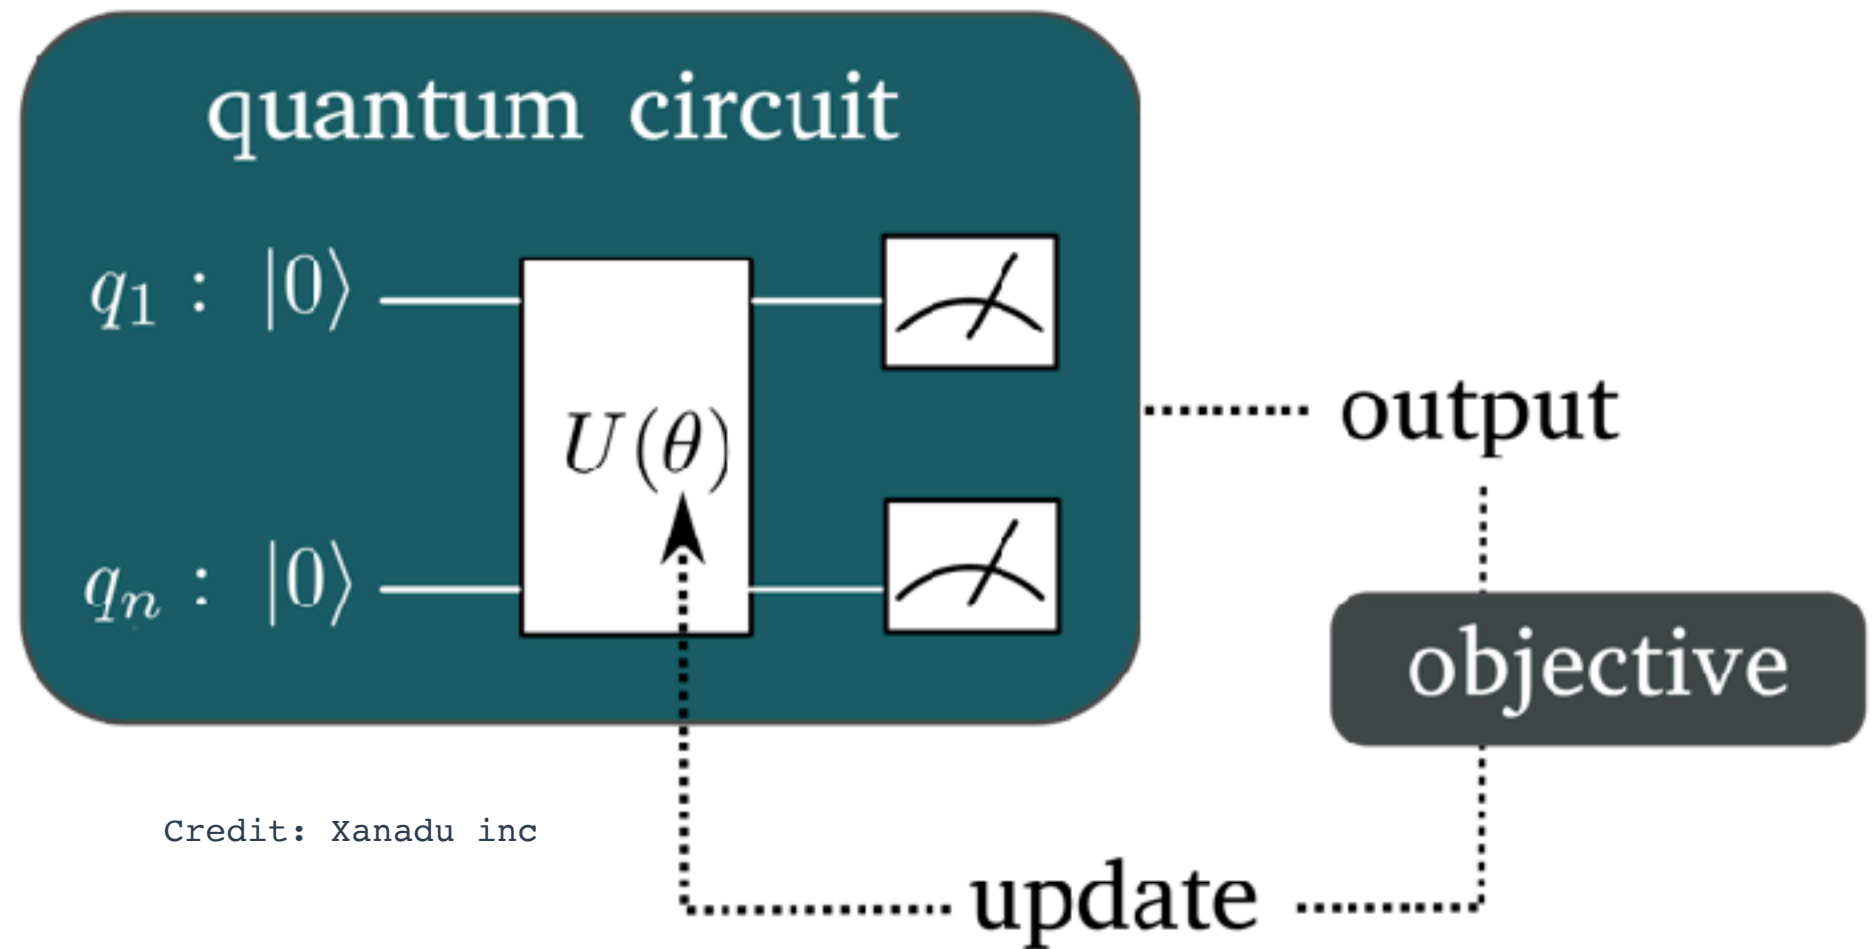 quantum circuit
q₁ : |0⟩
U(θ)
qₙ : |0⟩
output
objective
Credit: Xanadu inc
update